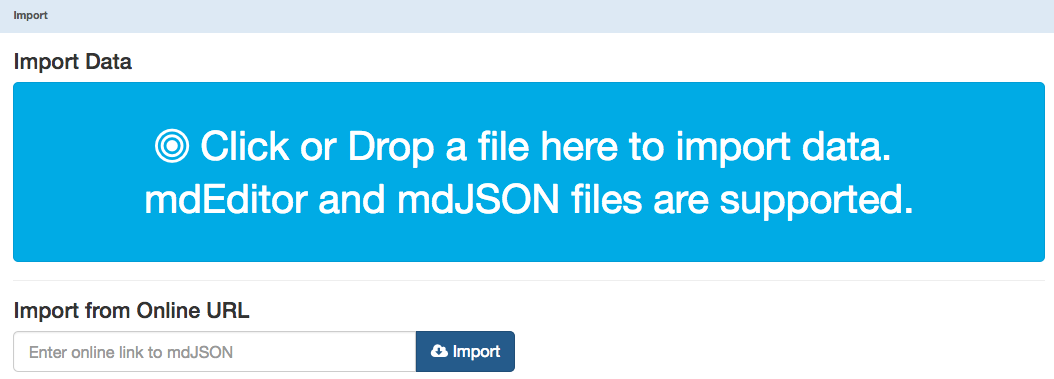 Import
Import Data
Click or Drop a file here to import data.
mdEditor and mdJSON files are supported.
Import from Online URL
Enter online link to mdJSON
Import